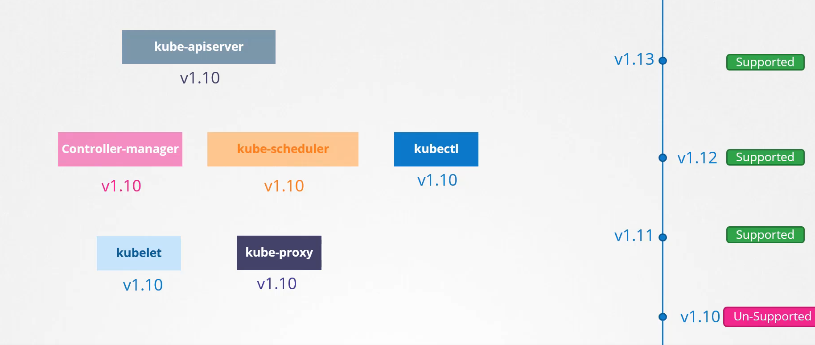 kube-apiserver
v1.10
Controller-manager
kube-scheduler
kubectl
v1.10
v1.10
v1.10
kubelet
kube-proxy
v1.10
v1.10
v1.13
Supported
v1.12
Supported
v1.11
Supported
v1.10
Un-Supported